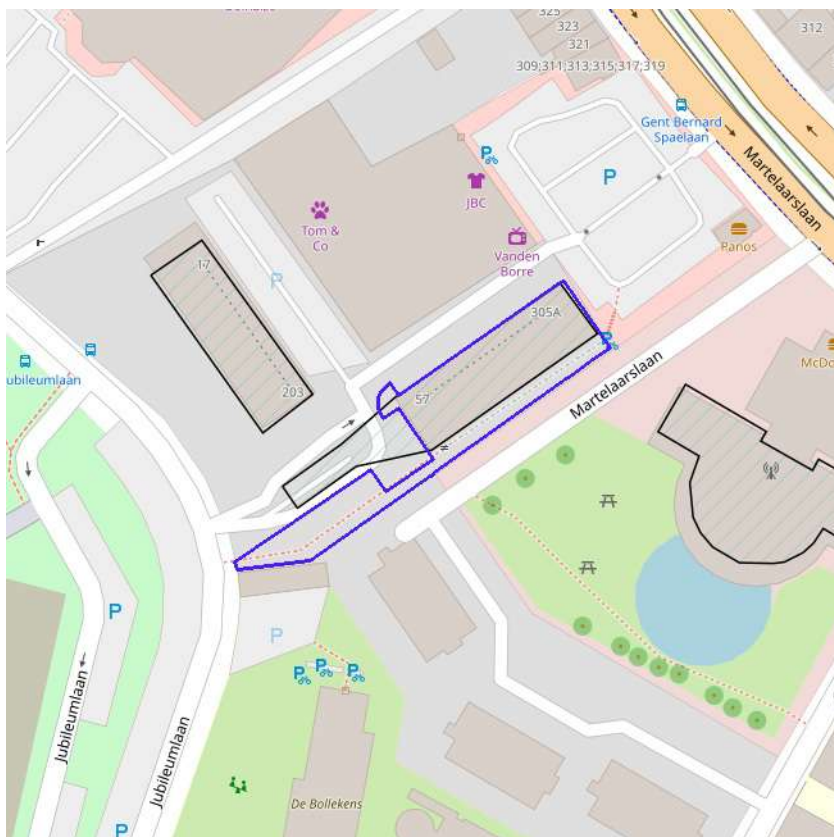 325
323
321
309;311;313;315;317;319
312
Gent Bernard
Spaelaan
Martelaarslaan
P
P
JBC
Tom &
Co
Vanden
Borre
Panos
17
P
305A
P
Jubileumlaan
203
57
Martelaarslaan
McDo
P
P
P
P
P
Jubileumlaan
Jubileumlaan
De Bollekens
P